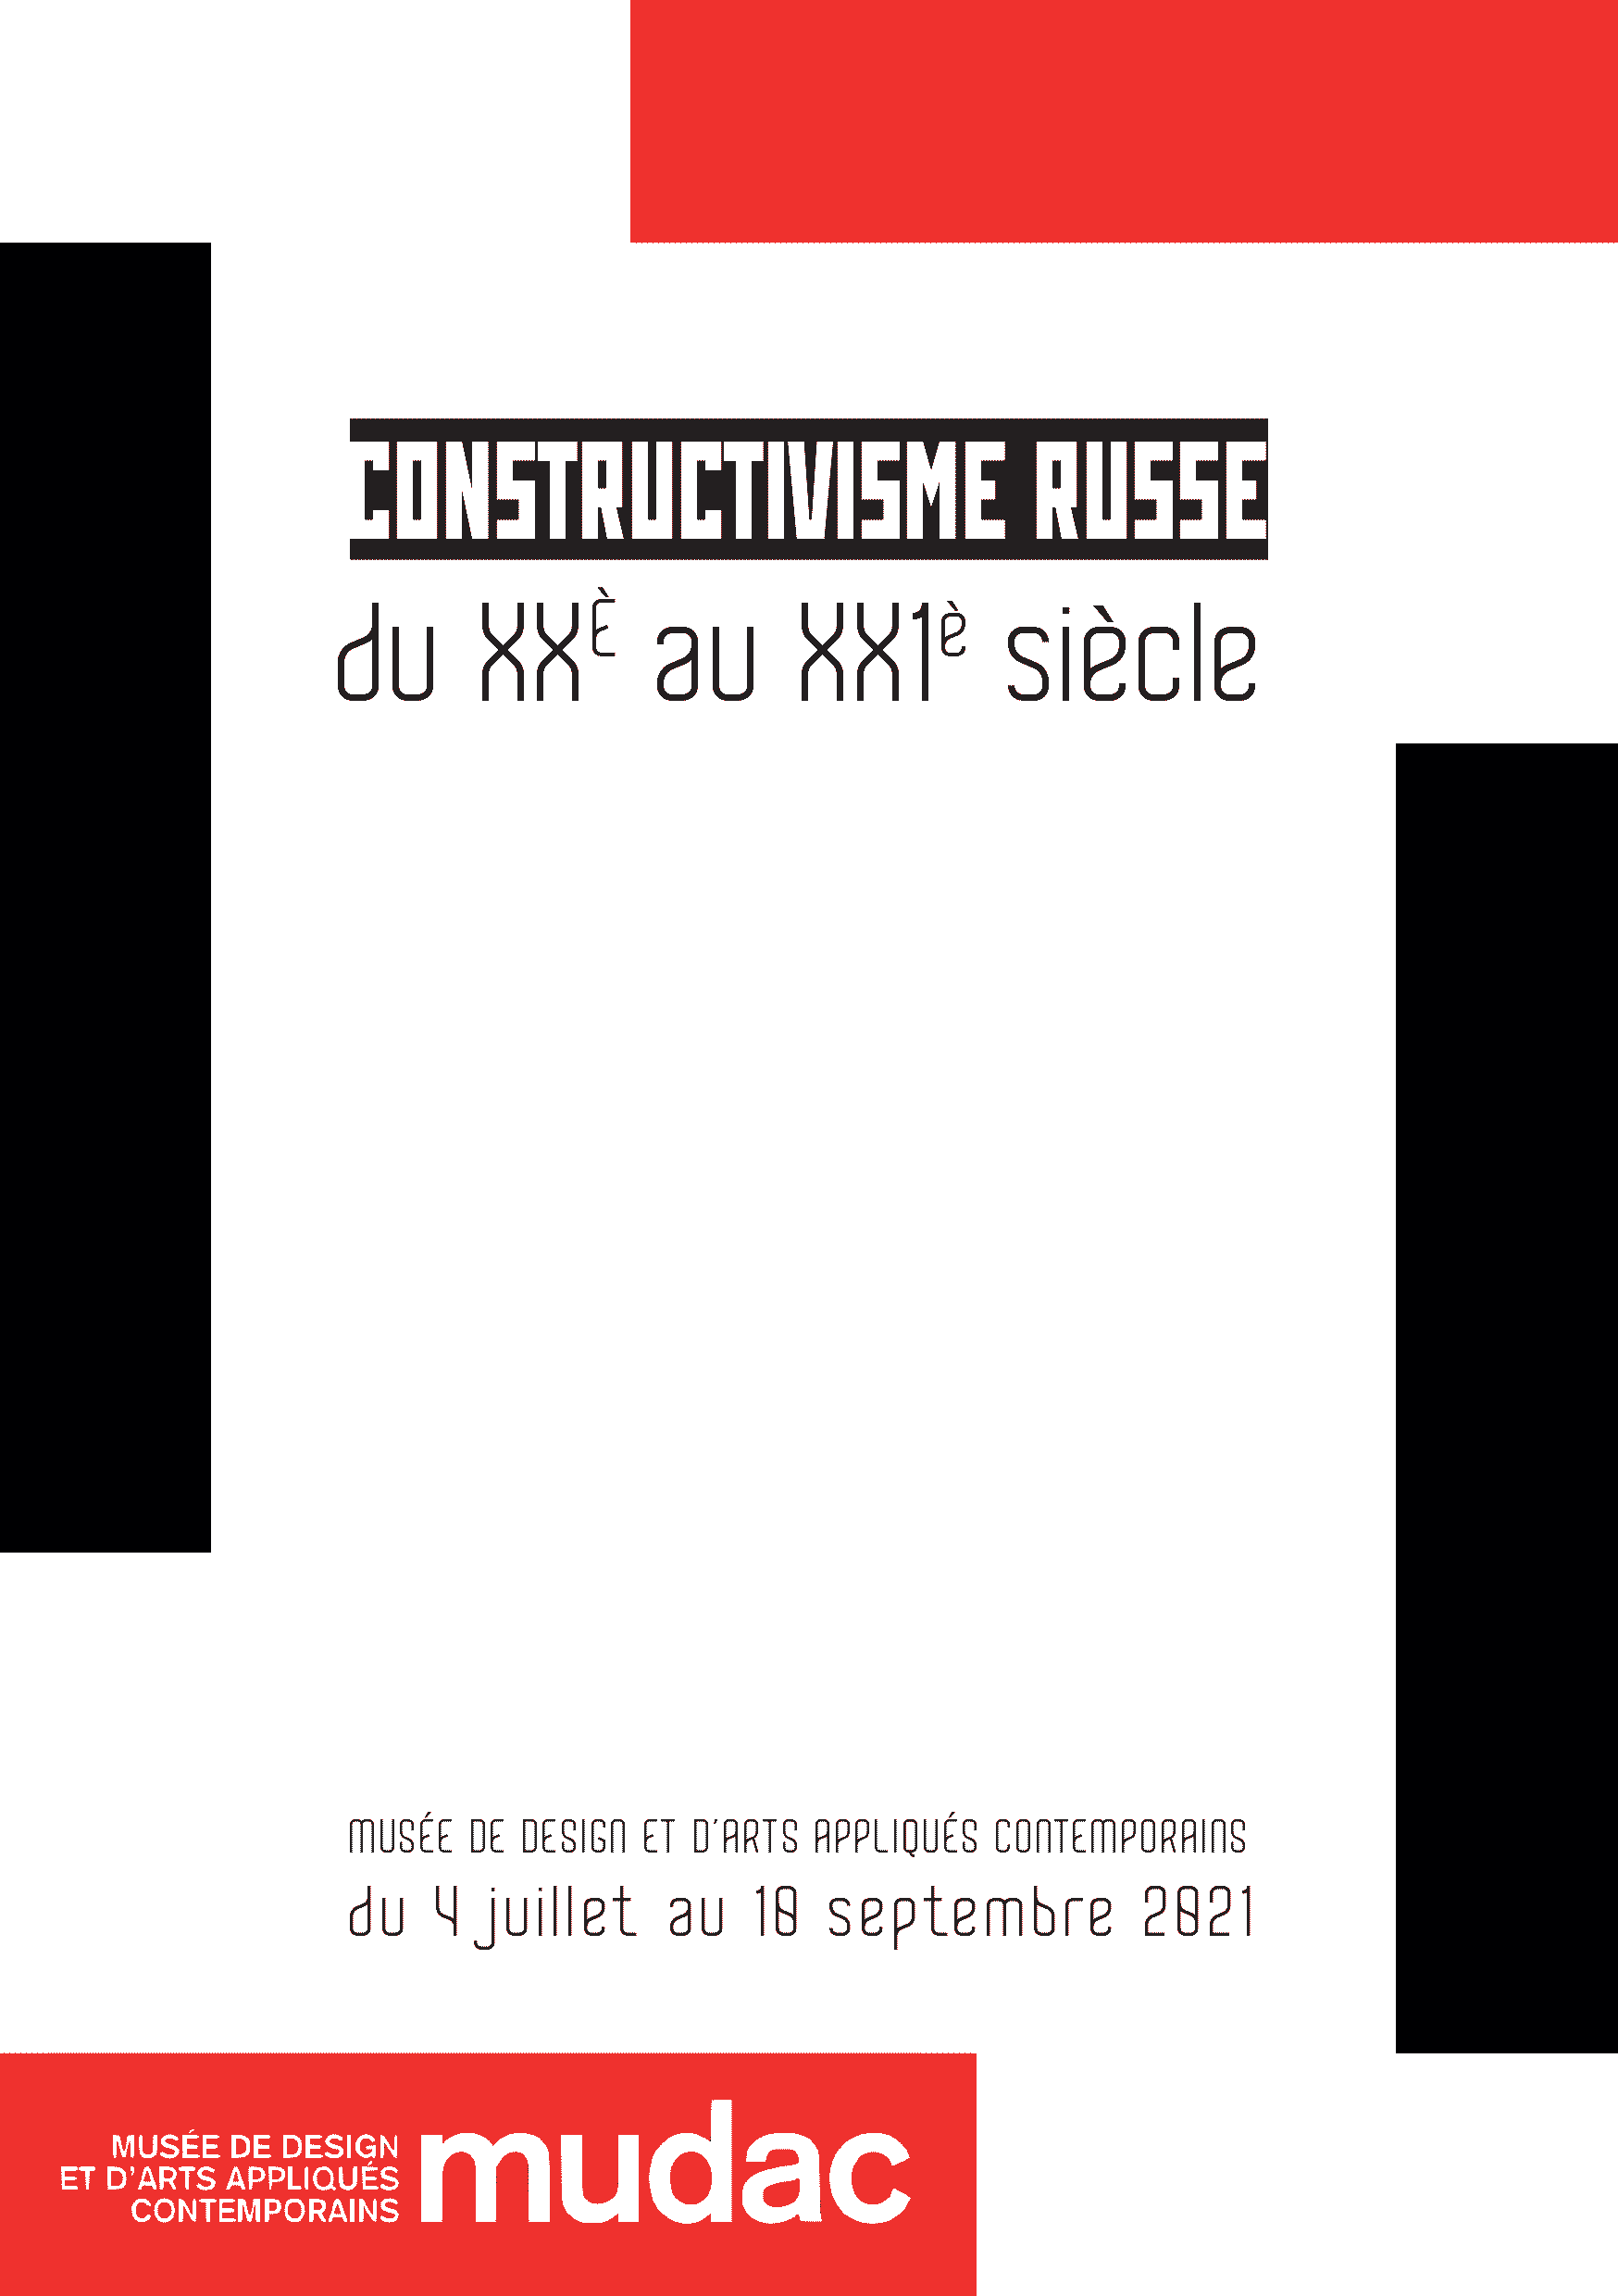 CONSTRUCTIVISME RUSSE
du XXÈ au XX1è siècle
MUSÉE DE DESIGN ET D'ARTS APPLIQUÉS CONTEMPORAINS
du 4 juillet au 10 septembre 2021
MUSÉE DE DESIGN
ET D'ARTS APPLIQUÉS
CONTEMPORAINS
mudac